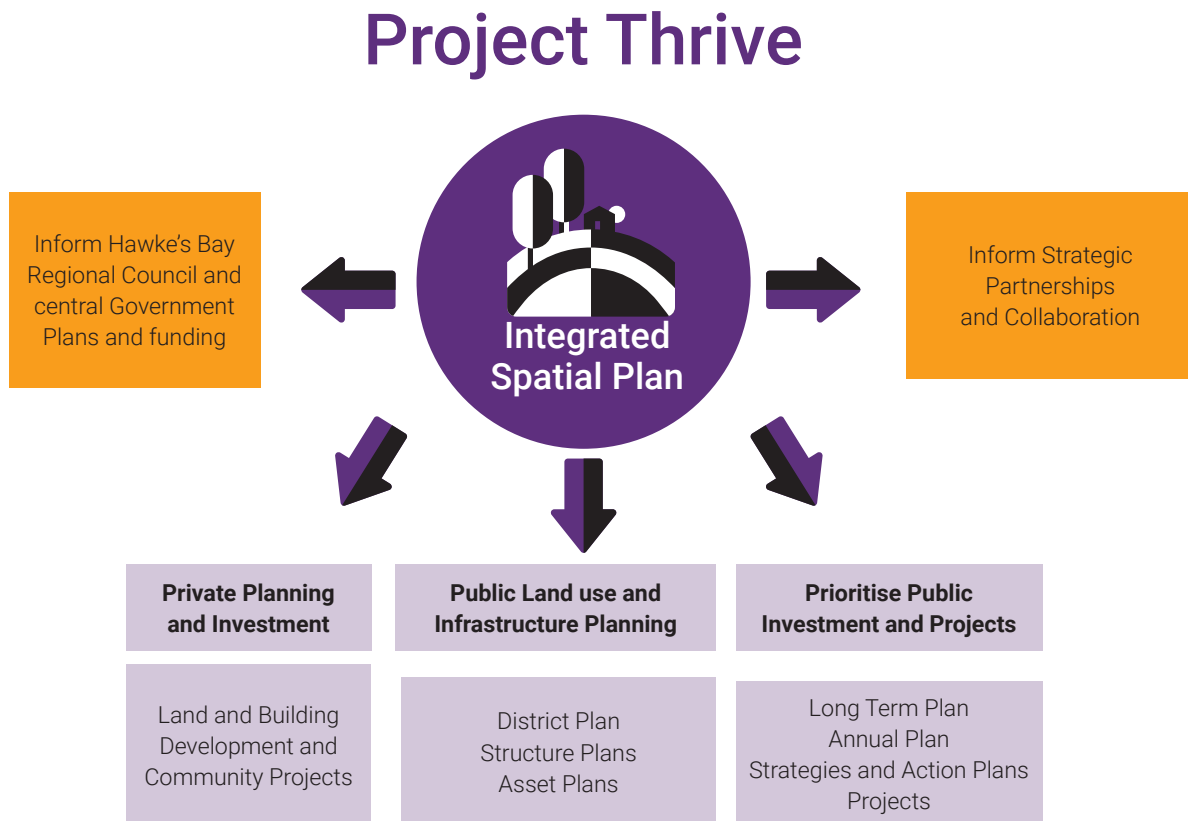 Project Thrive
Inform Hawke's Bay
Regional Council and
central Government
Plans and funding
Integrated
Spatial Plan
Inform Strategic
Partnerships
and Collaboration
Private Planning
and Investment
Land and Building
Development and
Community Projects
Public Land use and
Infrastructure Planning
District Plan
Structure Plans
Asset Plans
Prioritise Public
Investment and Projects
Long Term Plan
Annual Plan
Strategies and Action Plans
Projects